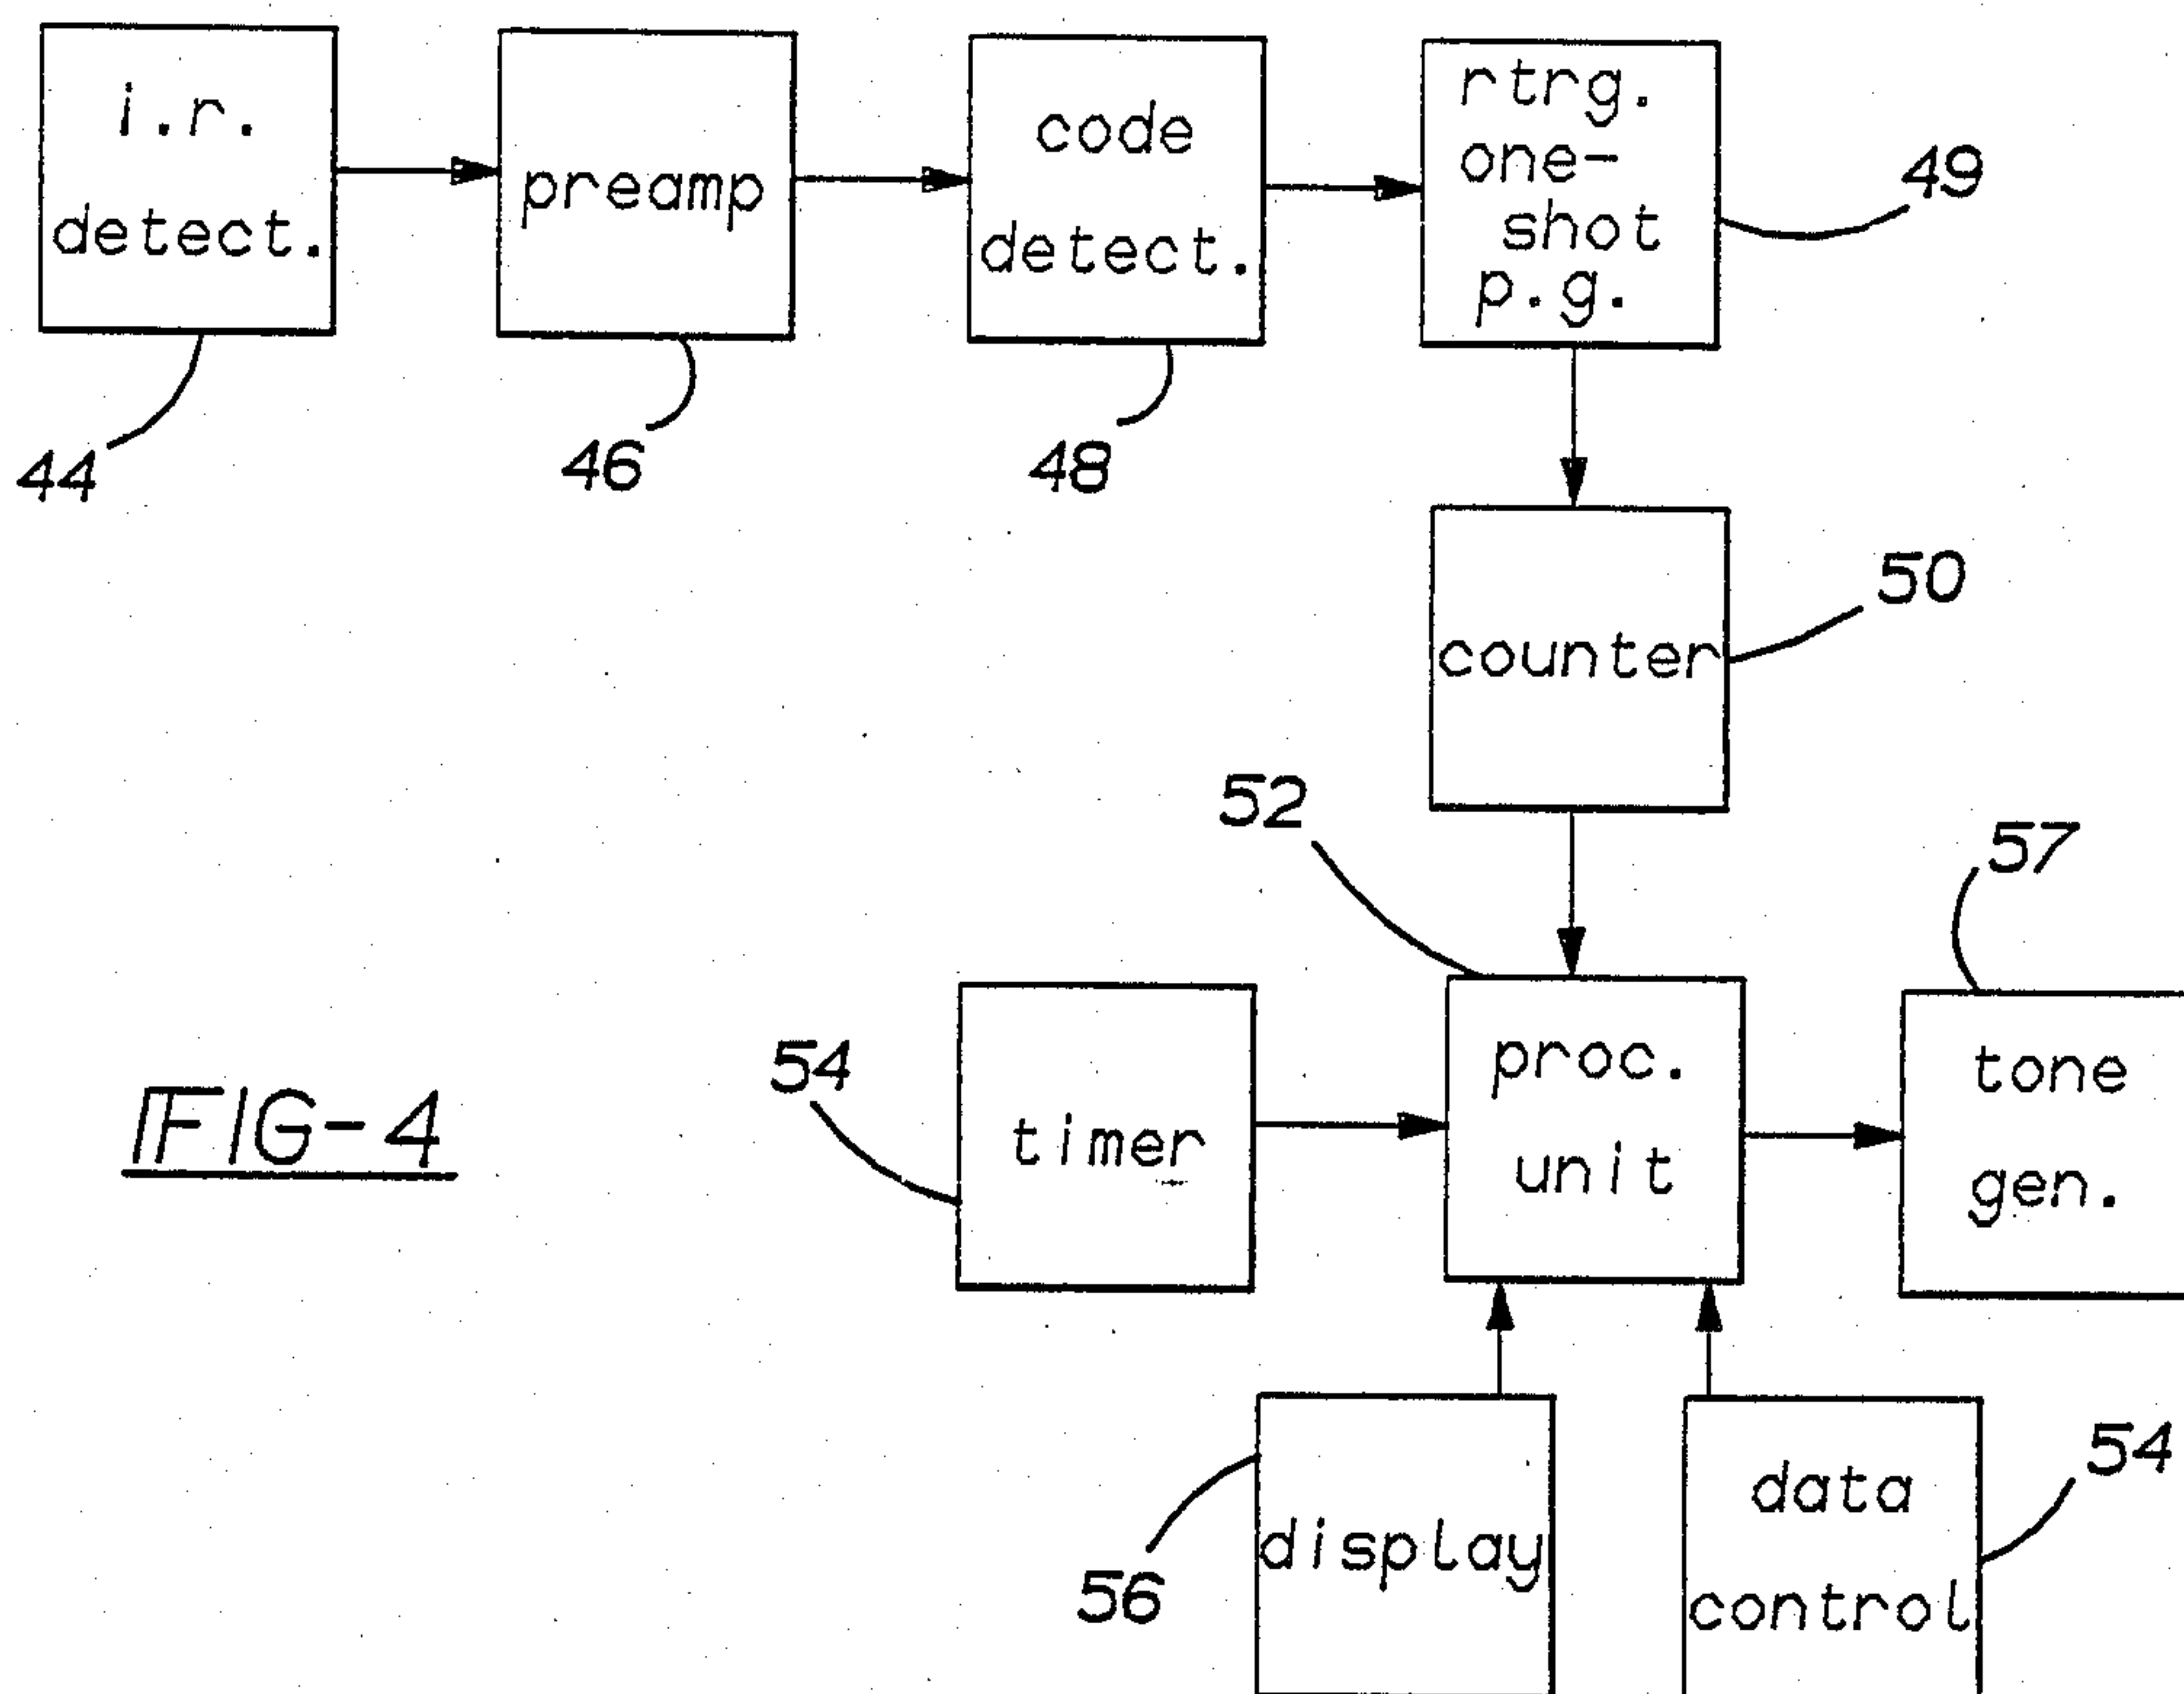 i.r.
detect.
44
preamp
46
code
detect.
48
rtrg.
one-
shot
p.g.
49
counter
50
52
proc.
unit
57
tone
gen.
54
timer
FIG-4
56
display
data
control
54